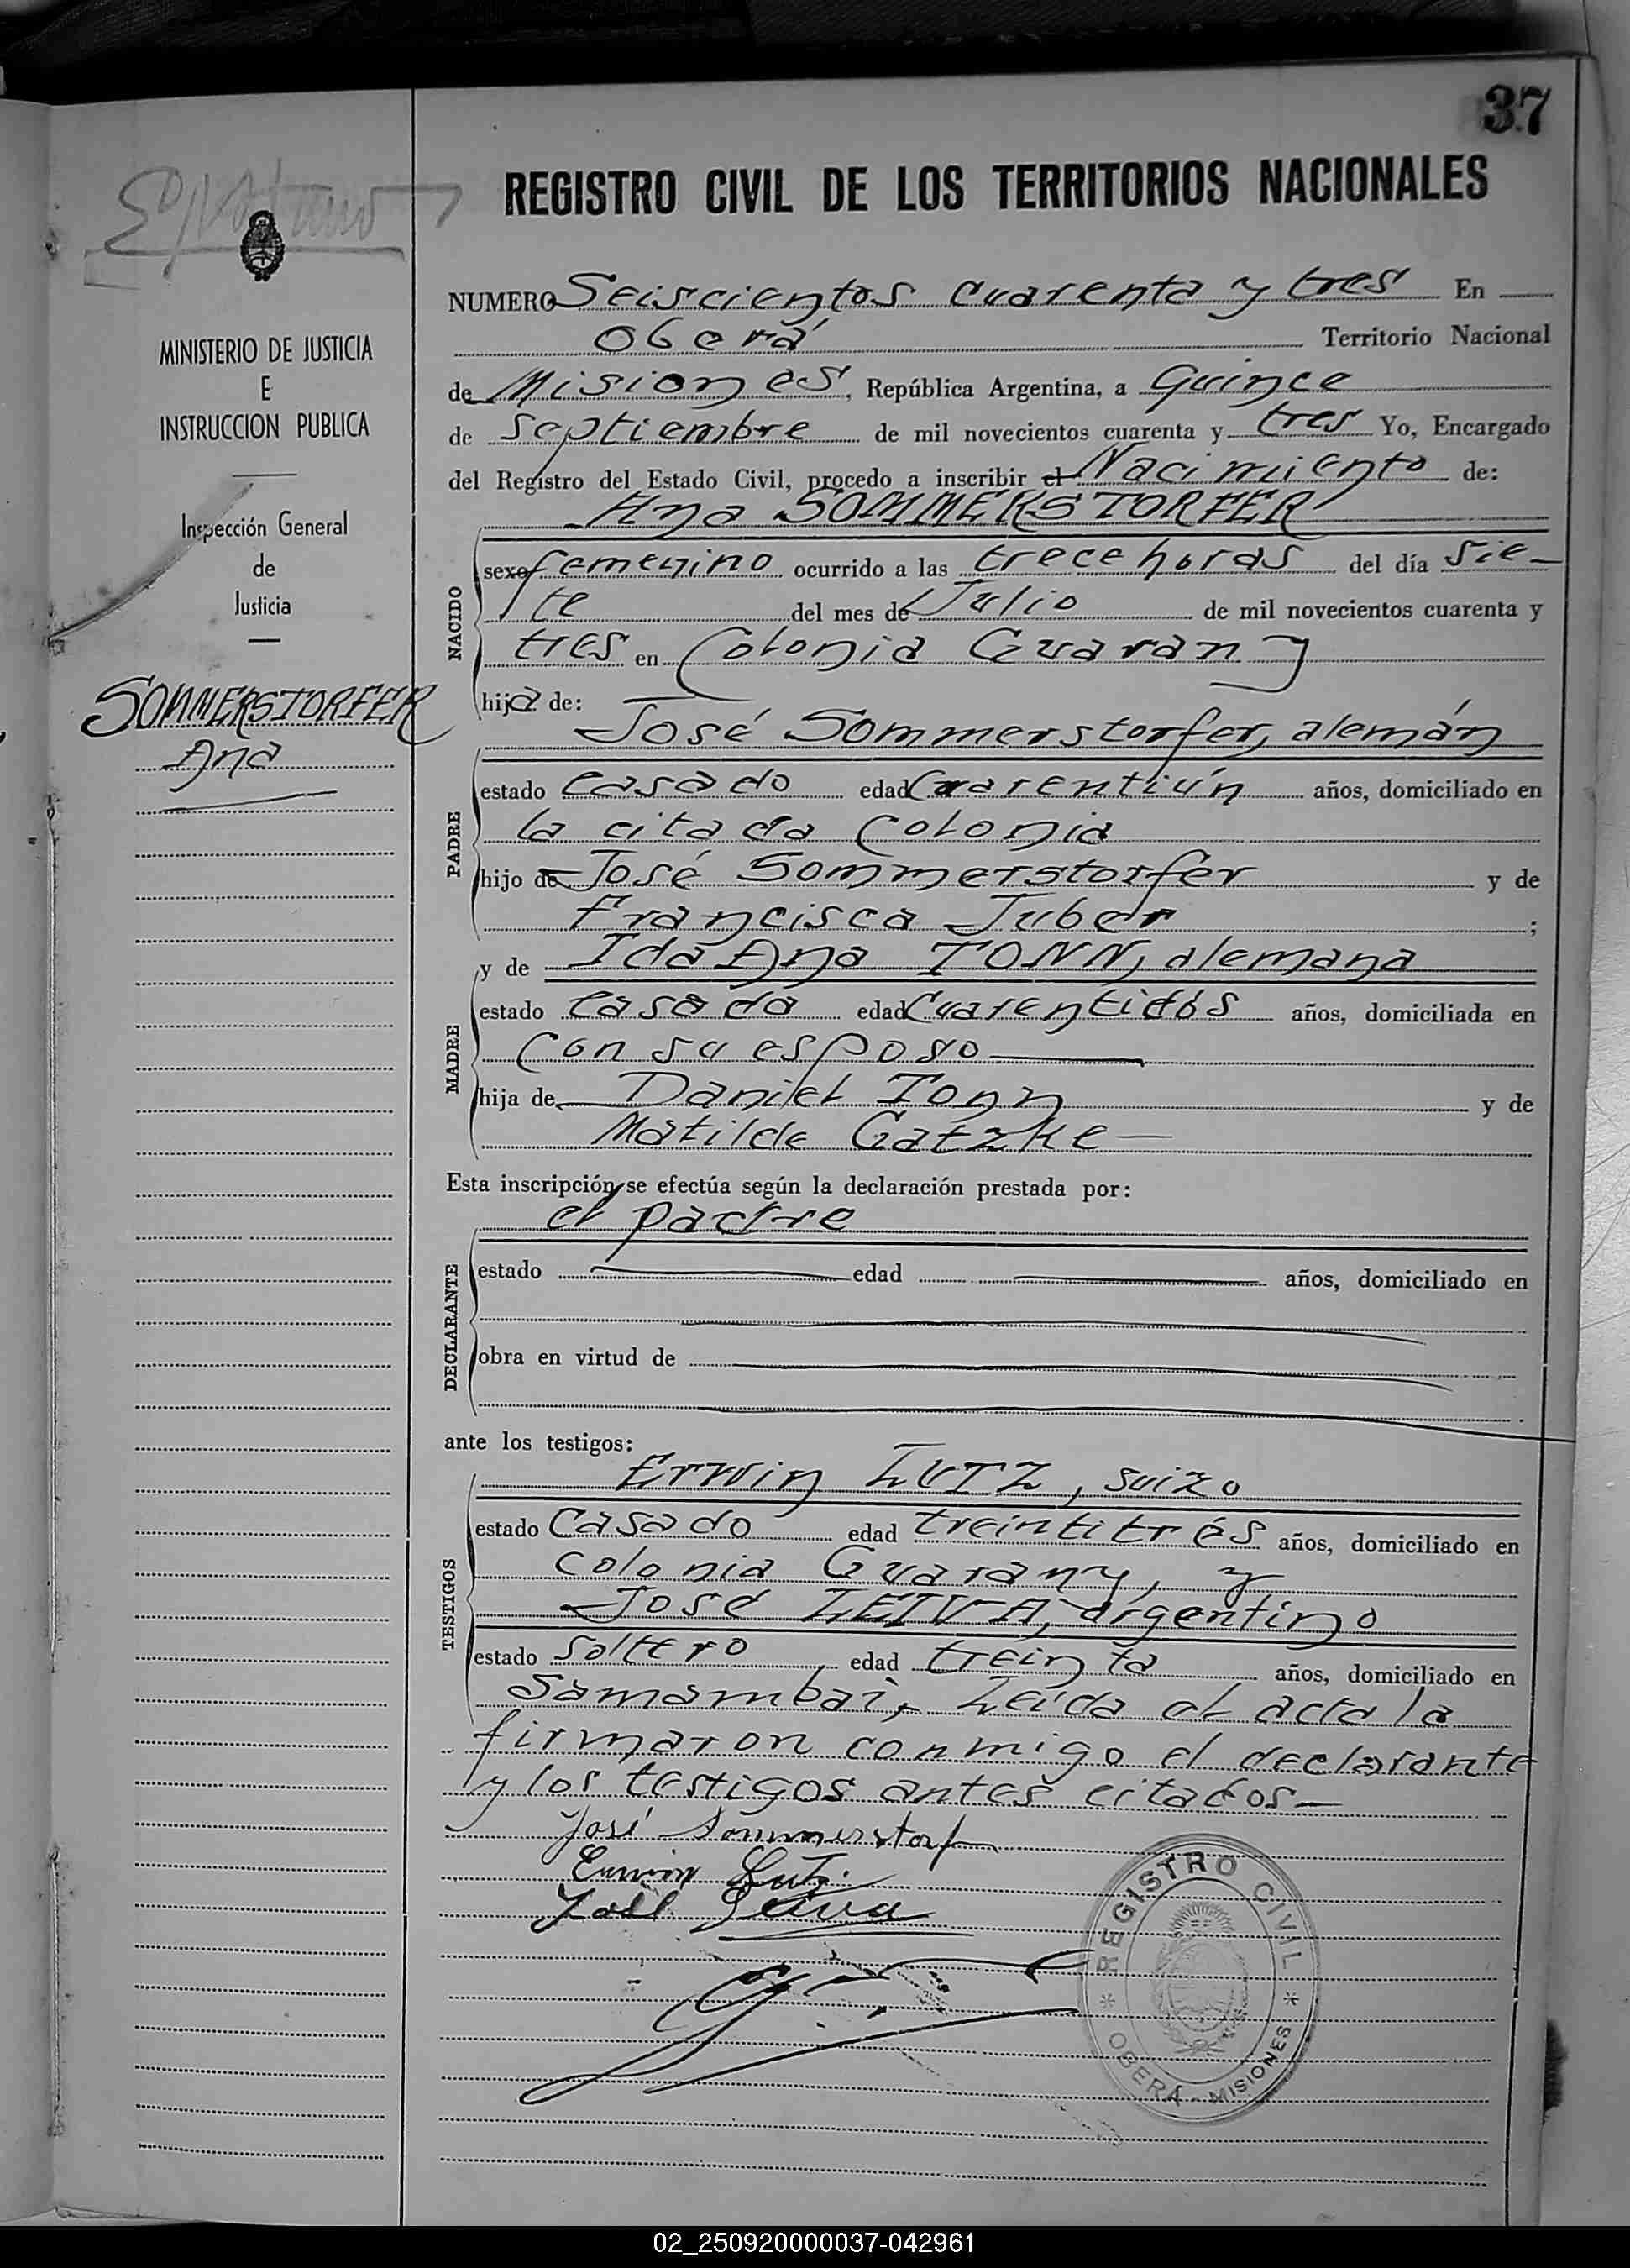 37
REGISTRO CIVIL DE LOS TERRITORIOS NACIONALES
MINISTERIO DE JUSTICIA
E
INSTRUCCION PUBLICA
Inspección General
de
Justicia
SOMMERSTORFER
Ana
NUMERO Seiscientos cuarenta y tres En
Oberá Territorio Nacional
de Misiones, República Argentina, a Quince
de Septiembre de mil novecientos cuarenta y tres Yo, Encargado
del Registro del Estado Civil, procedo a inscribir el Nacimiento de:
Ana SOMMERSTORFER
NACIDO
sexo femenino ocurrido a las trece horas del día sie-
te del mes de Julio de mil novecientos cuarenta y
tres en Colonia Guarany
hija de:
José Sommerstorfer, alemán
PADRE
estado casado edad Cuarentiún años, domiciliado en
la citada Colonia
hijo de José Sommerstorfer y de
Francisca Juber ;
y de Ida Ana TONN, alemana
MADRE
estado casada edad Cuarentidós años, domiciliada en
con su esposo
hija de Daniel Tonn y de
Matilde Gatzke
Esta inscripción se efectúa según la declaración prestada por:
el padre
DECLARANTE
estado edad años, domiciliado en
obra en virtud de
ante los testigos:
Erwin LUTZ, suizo
TESTIGOS
estado casado edad treintitrés años, domiciliado en
colonia Guarany, y
José LEIVA, argentino
estado soltero edad treinta años, domiciliado en
Samambai, Leída el acta la
firmaron conmigo el declarante
y los testigos antes citados-
José Sommerstorf
Erwin Lutz
José Leiva
REGISTRO CIVIL
* OBERÁ - MISIONES *
02_250920000037-042961